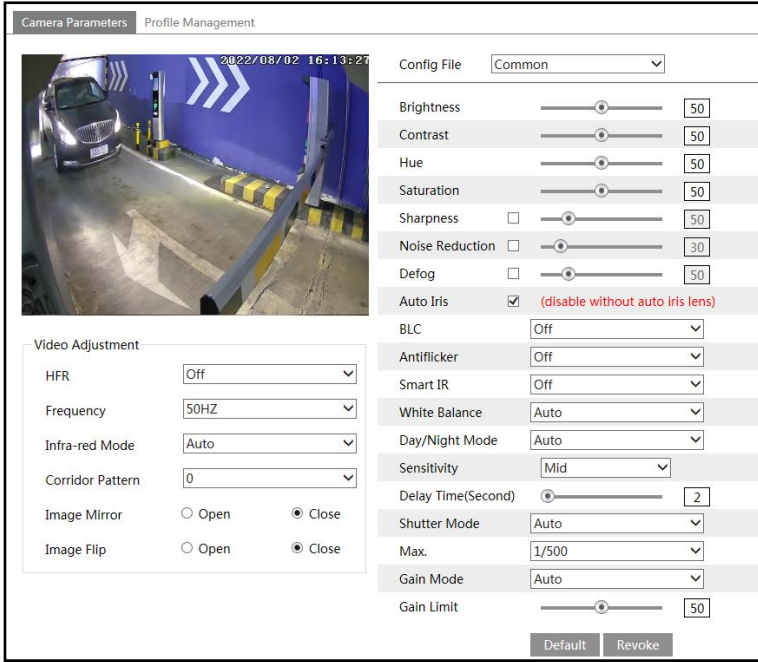 Camera Parameters Profile Management
2022/08/02 16:13:27
Config File Common
Brightness 50
Contrast 50
Hue 50
Saturation 50
Sharpness 50
Noise Reduction 30
Defog 50
Auto Iris (disable without auto iris lens)
BLC Off
Antiflicker Off
Smart IR Off
White Balance Auto
Day/Night Mode Auto
Sensitivity Mid
Delay Time(Second) 2
Shutter Mode Auto
Max. 1/500
Gain Mode Auto
Gain Limit 50
Default Revoke
Video Adjustment
HFR Off
Frequency 50HZ
Infra-red Mode Auto
Corridor Pattern 0
Image Mirror Open Close
Image Flip Open Close